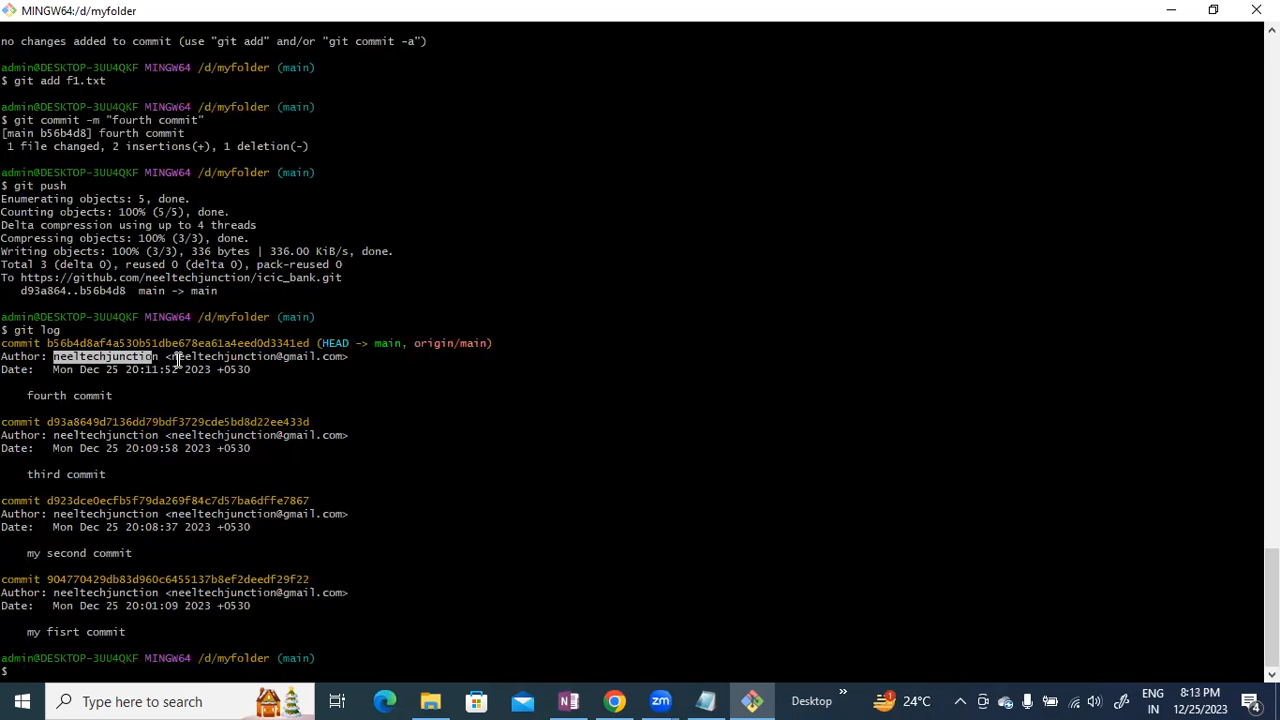 MINGW64:/d/myfolder
no changes added to commit (use "git add" and/or "git commit -a")
admin@DESKTOP-3UU4QKF MINGW64 /d/myfolder (main)
$ git add f1.txt
admin@DESKTOP-3UU4QKF MINGW64 /d/myfolder (main)
$ git commit -m "fourth commit"
[main b56b4d8] fourth commit
1 file changed, 2 insertions(+), 1 deletion(-)
admin@DESKTOP-3UU4QKF MINGW64 /d/myfolder (main)
$ git push
Enumerating objects: 5, done.
Counting objects: 100% (5/5), done.
Delta compression using up to 4 threads
Compressing objects: 100% (3/3), done.
Writing objects: 100% (3/3), 336 bytes | 336.00 KiB/s, done.
Total 3 (delta 0), reused 0 (delta 0), pack-reused 0
To https://github.com/neeltechjunction/icic_bank.git
d93a864..b56b4d8  main -> main
admin@DESKTOP-3UU4QKF MINGW64 /d/myfolder (main)
$ git log
commit b56b4d8af4a530b51dbe678ea61a4eed0d3341ed (HEAD -> main, origin/main)
Author: neeltechjunction <neeltechjunction@gmail.com>
Date:   Mon Dec 25 20:11:52 2023 +0530
fourth commit
commit d93a8649d7136dd79bdf3729cde5bd8d22ee433d
Author: neeltechjunction <neeltechjunction@gmail.com>
Date:   Mon Dec 25 20:09:58 2023 +0530
third commit
commit d923dce0ecfb5f79da269f84c7d57ba6dffe7867
Author: neeltechjunction <neeltechjunction@gmail.com>
Date:   Mon Dec 25 20:08:37 2023 +0530
my second commit
commit 904770429db83d960c6455137b8ef2deedf29f22
Author: neeltechjunction <neeltechjunction@gmail.com>
Date:   Mon Dec 25 20:01:09 2023 +0530
my fisrt commit
admin@DESKTOP-3UU4QKF MINGW64 /d/myfolder (main)
$
Type here to search
Desktop
24°C
ENG
IN
8:13 PM
12/25/2023
4